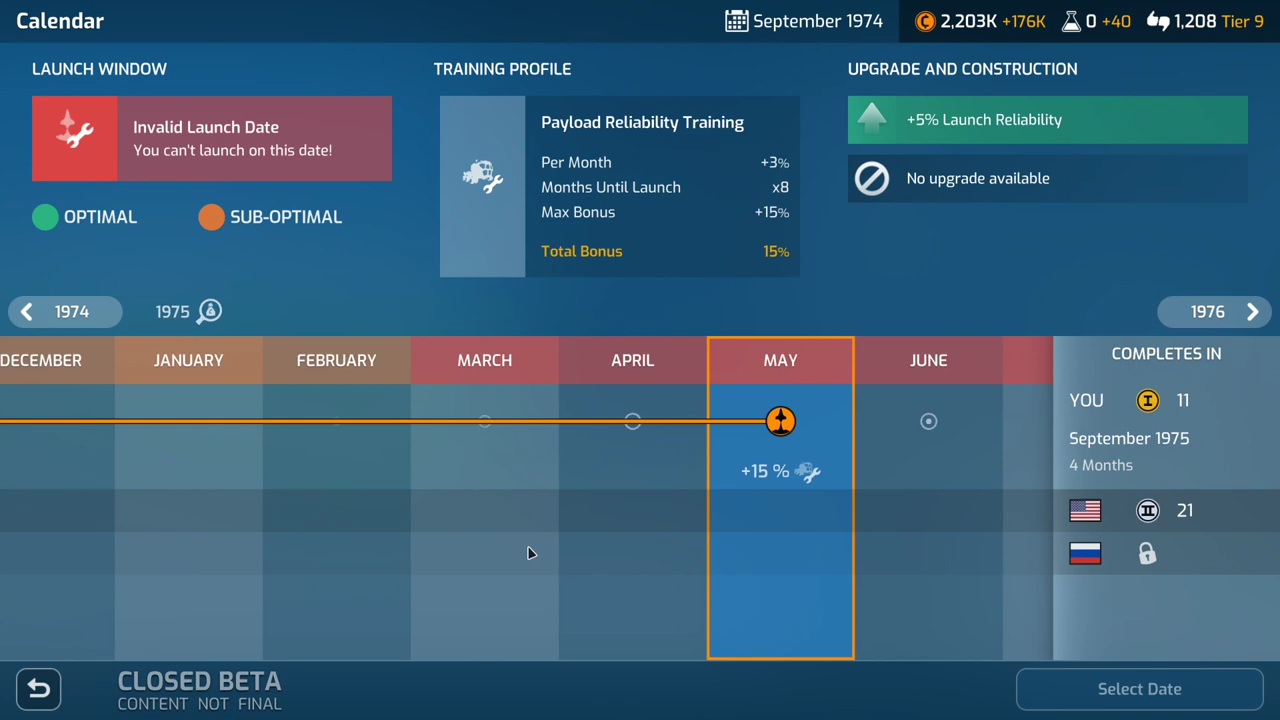 Calendar
September 1974
2,203K +176K
0 +40
1,208 Tier 9
LAUNCH WINDOW
Invalid Launch Date
You can't launch on this date!
OPTIMAL
SUB-OPTIMAL
TRAINING PROFILE
Payload Reliability Training
Per Month +3%
Months Until Launch x8
Max Bonus +15%
Total Bonus 15%
UPGRADE AND CONSTRUCTION
+5% Launch Reliability
No upgrade available
1974
1975
1976
DECEMBER
JANUARY
FEBRUARY
MARCH
APRIL
MAY
JUNE
+15 %
COMPLETES IN
YOU I 11
September 1975
4 Months
II 21
CLOSED BETA
CONTENT NOT FINAL
Select Date